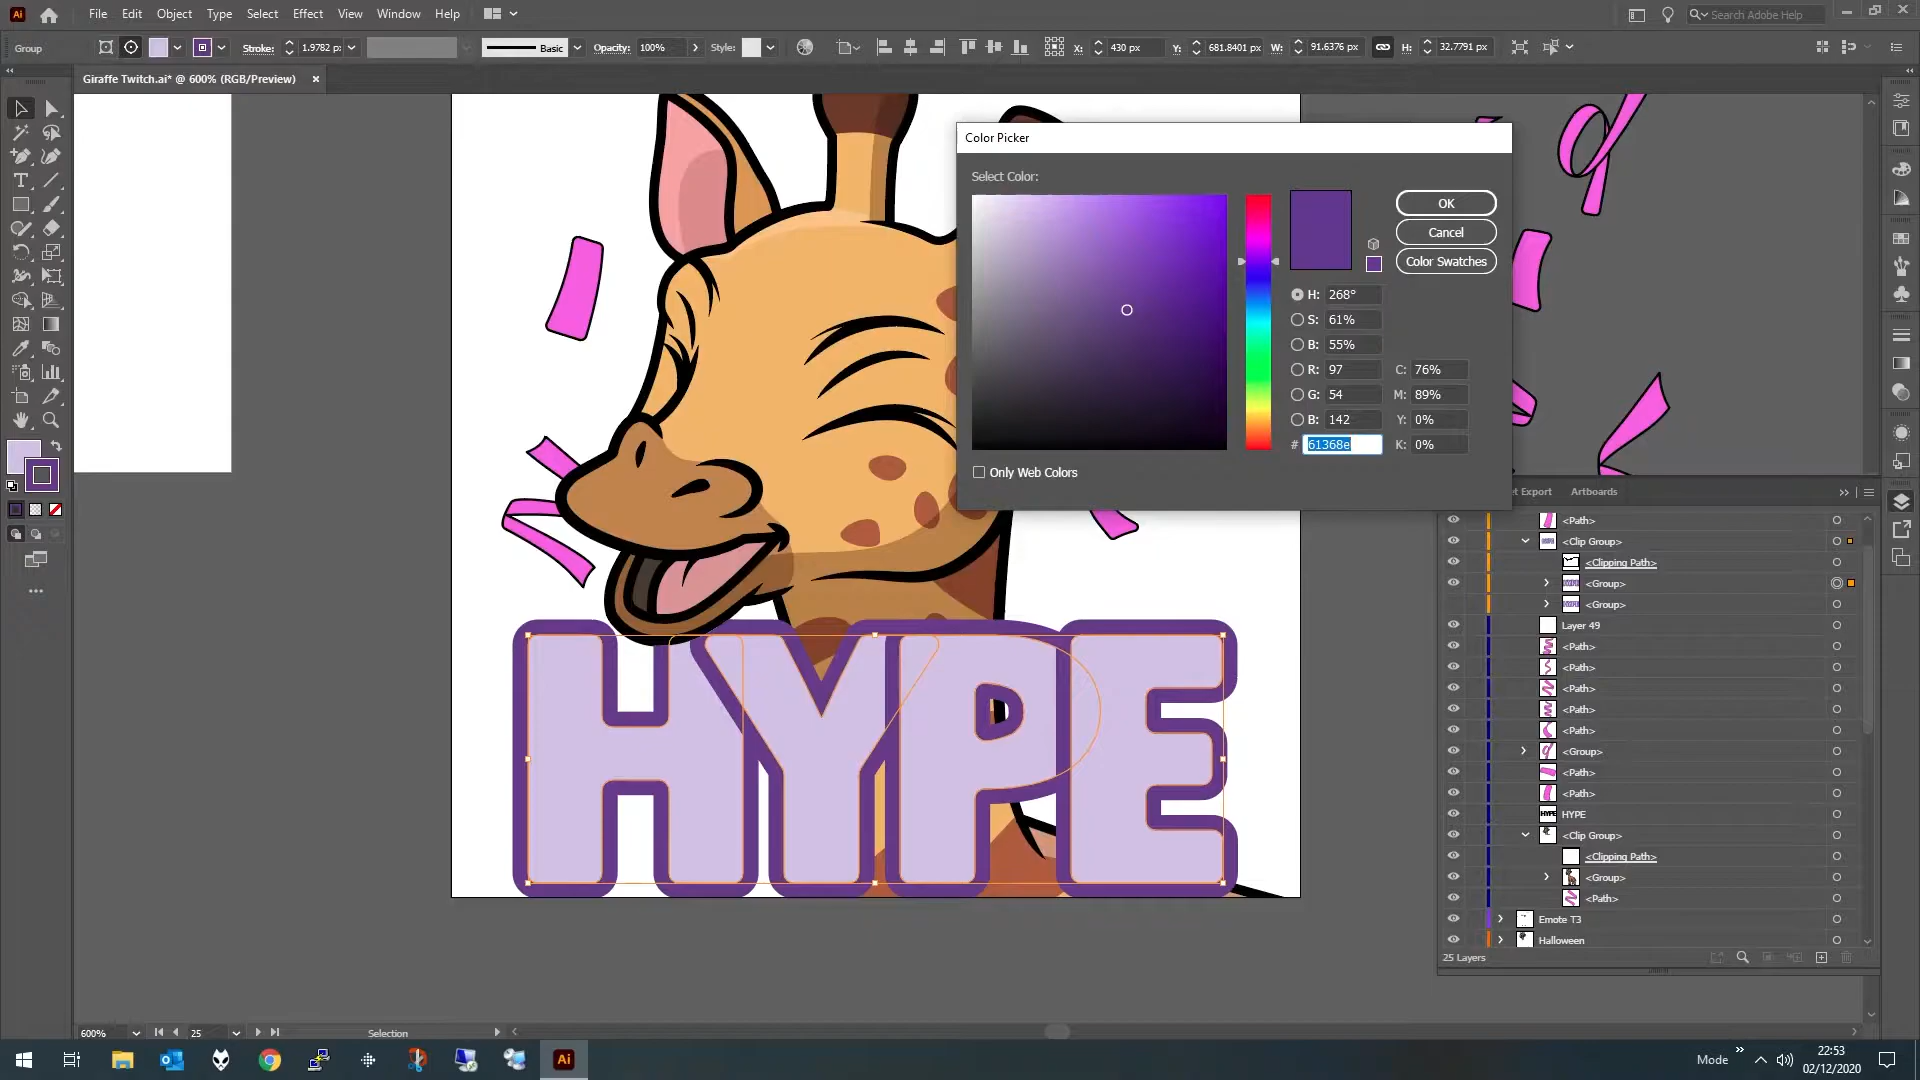 Ai File Edit Object Type Select Effect View Window Help Search Adobe Help
Group Stroke: 1.9782 p Basic Opacity: 100% Style: X: 430 px Y: 681.8401 px W: 91.6376 px H: 32.7791 px
Giraffe Twitch.ai* @ 600% (RGB/Preview)
Color Picker
Select Color:
OK
Cancel
Color Swatches
H: 268°
S: 61%
B: 55%
R: 97 C: 76%
G: 54 M: 89%
B: 142 Y: 0%
# 61368e K: 0%
Only Web Colors
HYPE
t Export Artboards
<Path>
<Clip Group>
<Clipping Path>
<Group>
<Group>
Layer 49
<Path>
<Path>
<Path>
<Path>
<Path>
<Group>
<Path>
<Path>
HYPE HYPE
<Clip Group>
<Clipping Path>
<Group>
<Path>
Emote T3
Halloween
25 Layers
600% 25 Selection
Ai Mode 22:53
02/12/2020